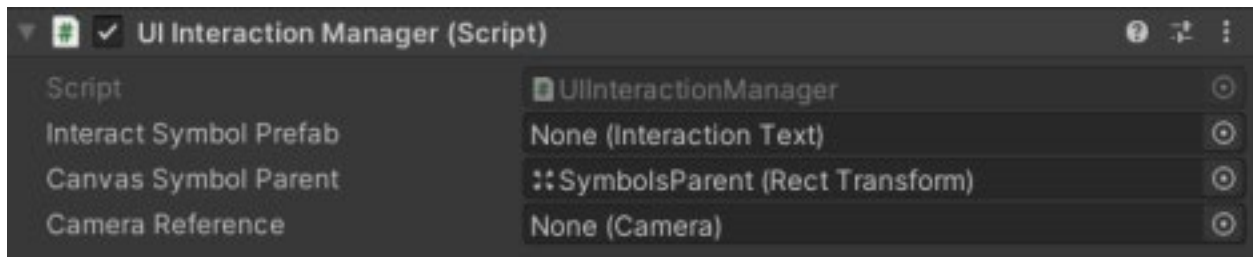 UI Interaction Manager (Script)
Script UIInteractionManager
Interact Symbol Prefab None (Interaction Text)
Canvas Symbol Parent SymbolsParent (Rect Transform)
Camera Reference None (Camera)